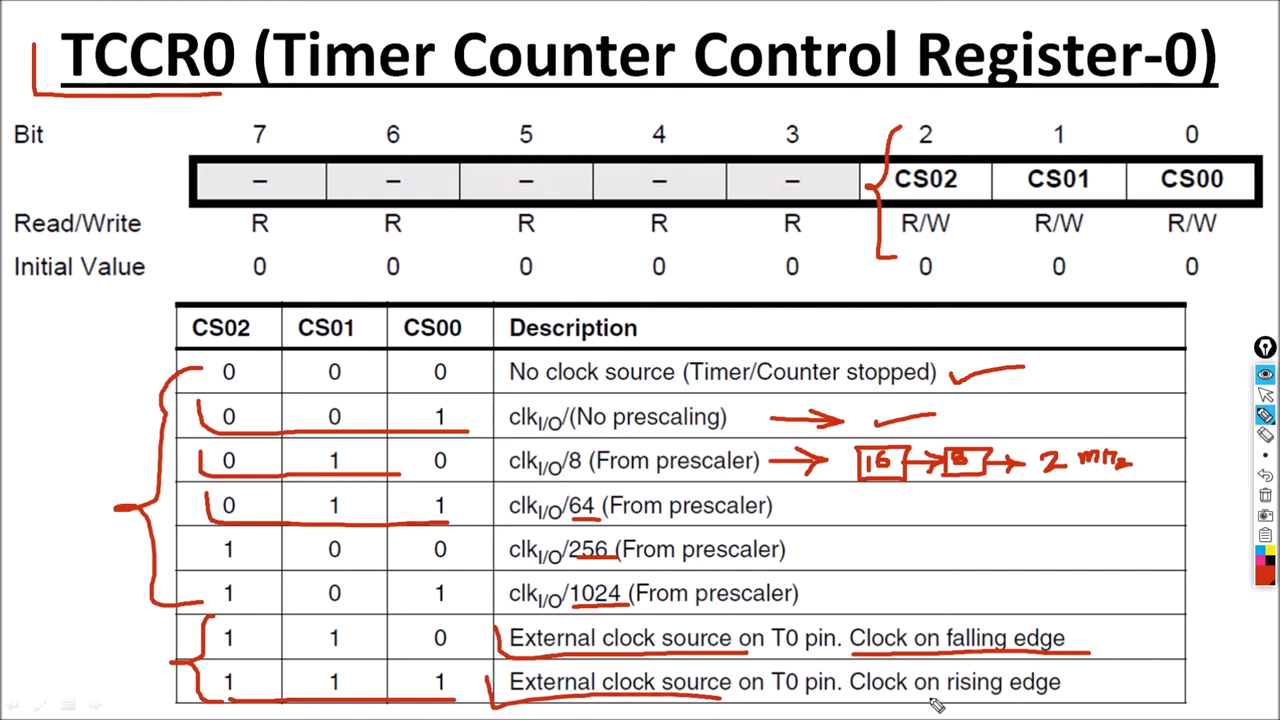 TCCR0 (Timer Counter Control Register-0)
Bit 7 6 5 4 3 2 1 0
– – – – – CS02 CS01 CS00
Read/Write R R R R R R/W R/W R/W
Initial Value 0 0 0 0 0 0 0 0
CS02 CS01 CS00 Description
0 0 0 No clock source (Timer/Counter stopped)
0 0 1 clkI/O/(No prescaling)
0 1 0 clkI/O/8 (From prescaler) 16 8 2 mHz
0 1 1 clkI/O/64 (From prescaler)
1 0 0 clkI/O/256 (From prescaler)
1 0 1 clkI/O/1024 (From prescaler)
1 1 0 External clock source on T0 pin. Clock on falling edge
1 1 1 External clock source on T0 pin. Clock on rising edge